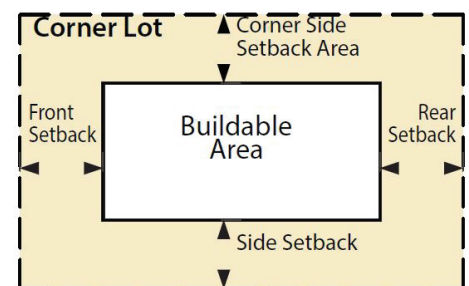 Corner Lot
Corner Side
Setback Area
Front
Setback
Buildable
Area
Rear
Setback
Side Setback